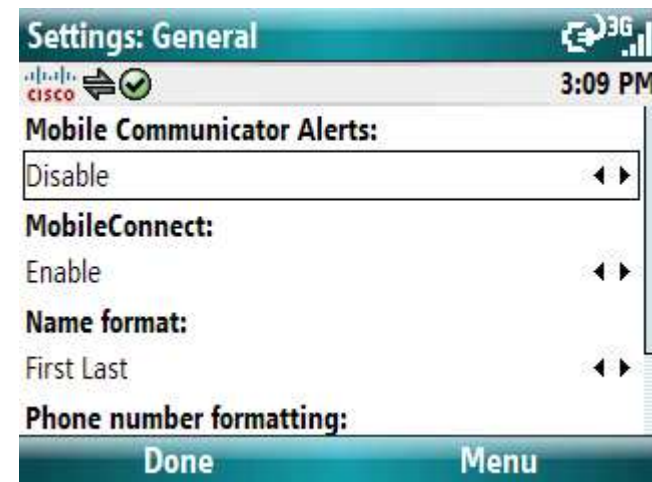 Settings: General
3G
cisco
3:09 PM
Mobile Communicator Alerts:
Disable
MobileConnect:
Enable
Name format:
First Last
Phone number formatting:
Done Menu